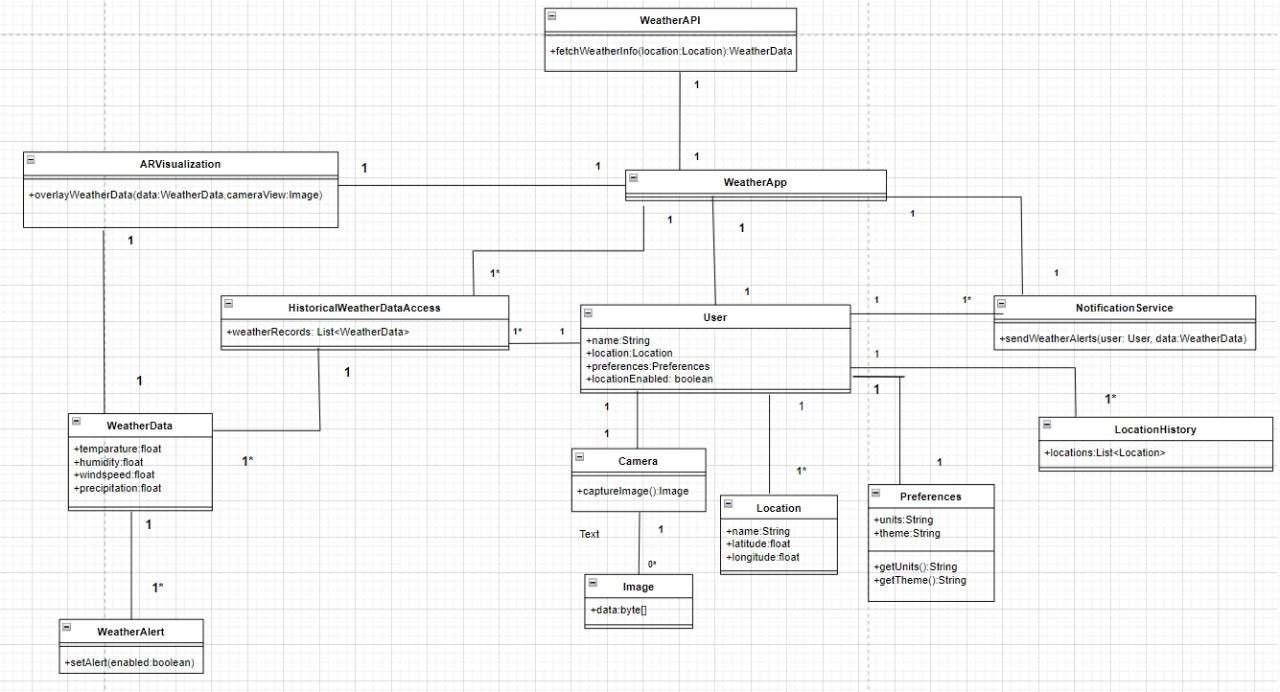 WeatherAPI
+fetchWeatherInfo(location:Location):WeatherData
1
1
ARVisualization
+overlayWeatherData(data:WeatherData,cameraView:Image)
1
1
WeatherApp
1
1
1
1
1
1*
1
HistoricalWeatherDataAccess
+weatherRecords: List<WeatherData>
1*
1
User
+name:String
+location:Location
+preferences:Preferences
+locationEnabled: boolean
1
1*
NotificationService
+sendWeatherAlerts(user: User, data:WeatherData)
1
1
1
1
1*
LocationHistory
+locations:List<Location>
WeatherData
+temparature:float
+humidity:float
+windspeed:float
+precipitation:float
1*
1
1
1
Camera
+captureImage():Image
1*
Location
+name:String
+latitude:float
+longitude:float
1
Preferences
+units:String
+theme:String
+getUnits():String
+getTheme():String
1
Text
1
0*
Image
+data:byte[]
1*
WeatherAlert
+setAlert(enabled:boolean)